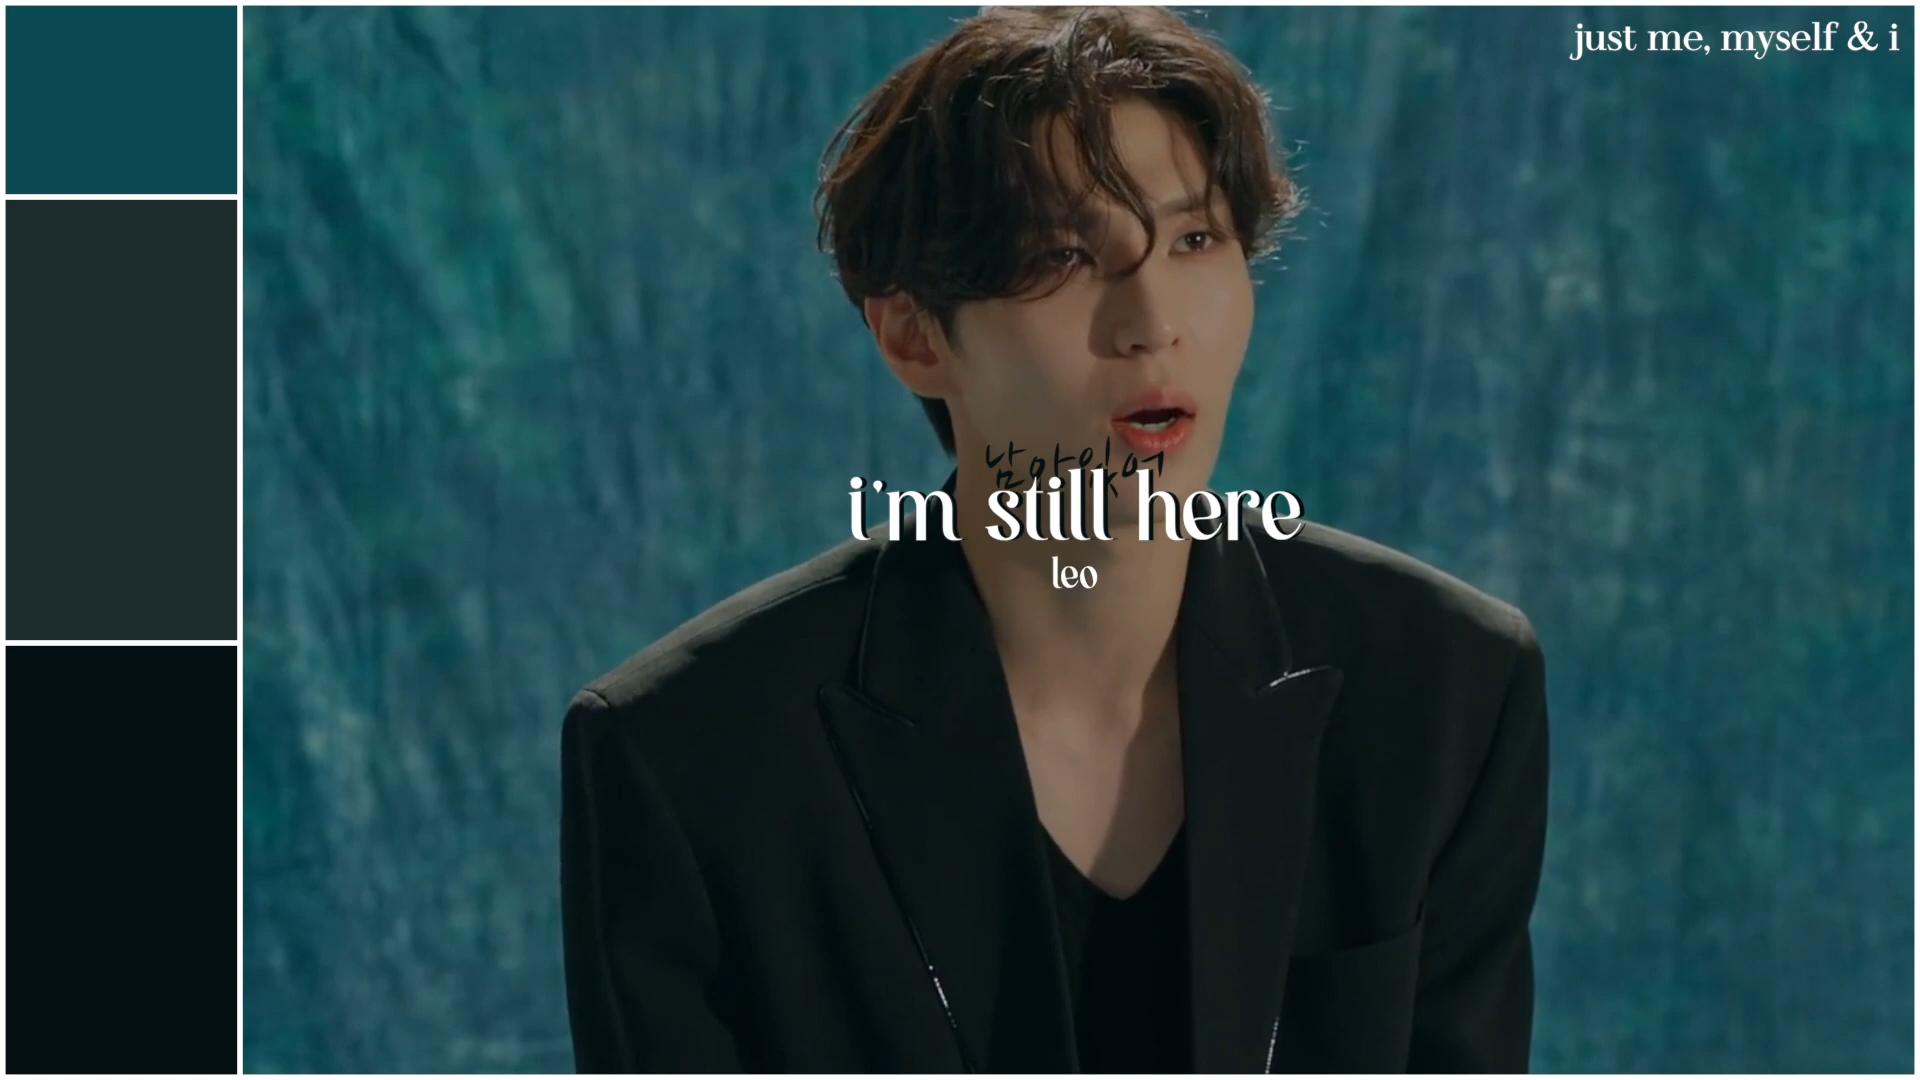 just me, myself & i
남아있어
i'm still here
leo